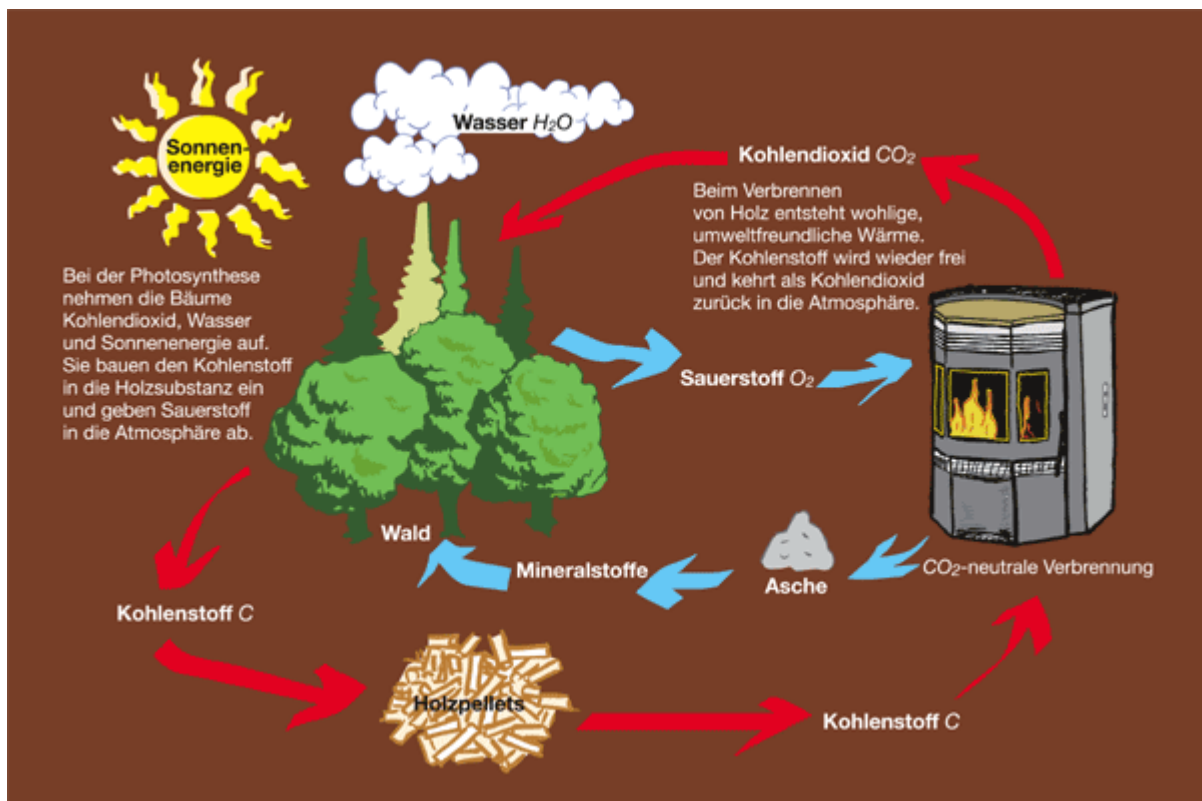 Wasser H₂O
Sonnen-
energie
Kohlendioxid CO₂
Beim Verbrennen
von Holz entsteht wohlige,
umweltfreundliche Wärme.
Der Kohlenstoff wird wieder frei
und kehrt als Kohlendioxid
zurück in die Atmosphäre.
Bei der Photosynthese
nehmen die Bäume
Kohlendioxid, Wasser
und Sonnenenergie auf.
Sie bauen den Kohlenstoff
in die Holzsubstanz ein
und geben Sauerstoff
in die Atmosphäre ab.
Sauerstoff O₂
Wald
Mineralstoffe
Asche
CO₂-neutrale Verbrennung
Kohlenstoff C
Holzpellets
Kohlenstoff C